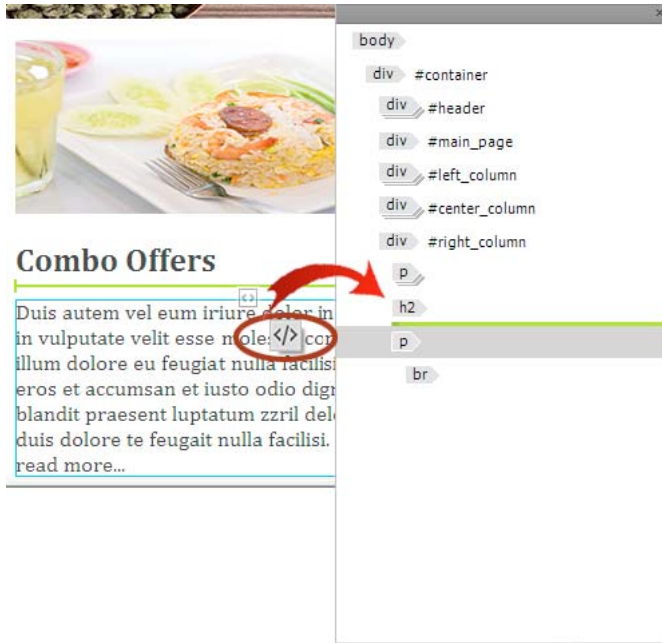 Combo Offers
Duis autem vel eum iriure dolor in
in vulputate velit esse
illum dolore eu feugiat nulla facilisi
eros et accumsan et iusto odio
blandit praesent luptatum zzril
duis dolore te feugait nulla facilisi.
read more...
</>
body
div #container
div #header
div #main_page
div #left_column
div #center_column
div #right_column
p
h2
p
br